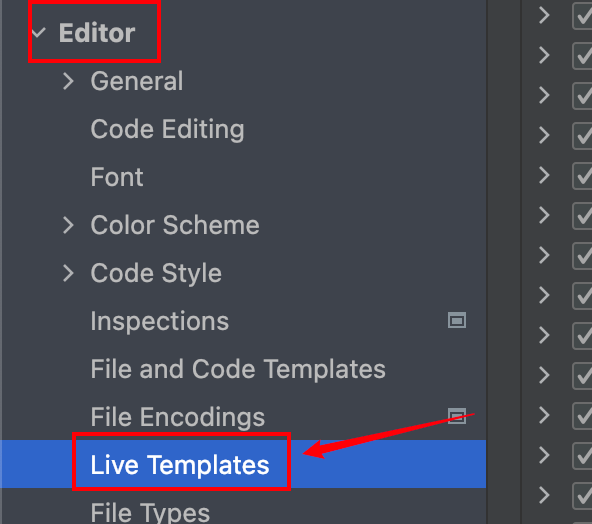 Editor
General
Code Editing
Font
Color Scheme
Code Style
Inspections
File and Code Templates
File Encodings
Live Templates
File Types